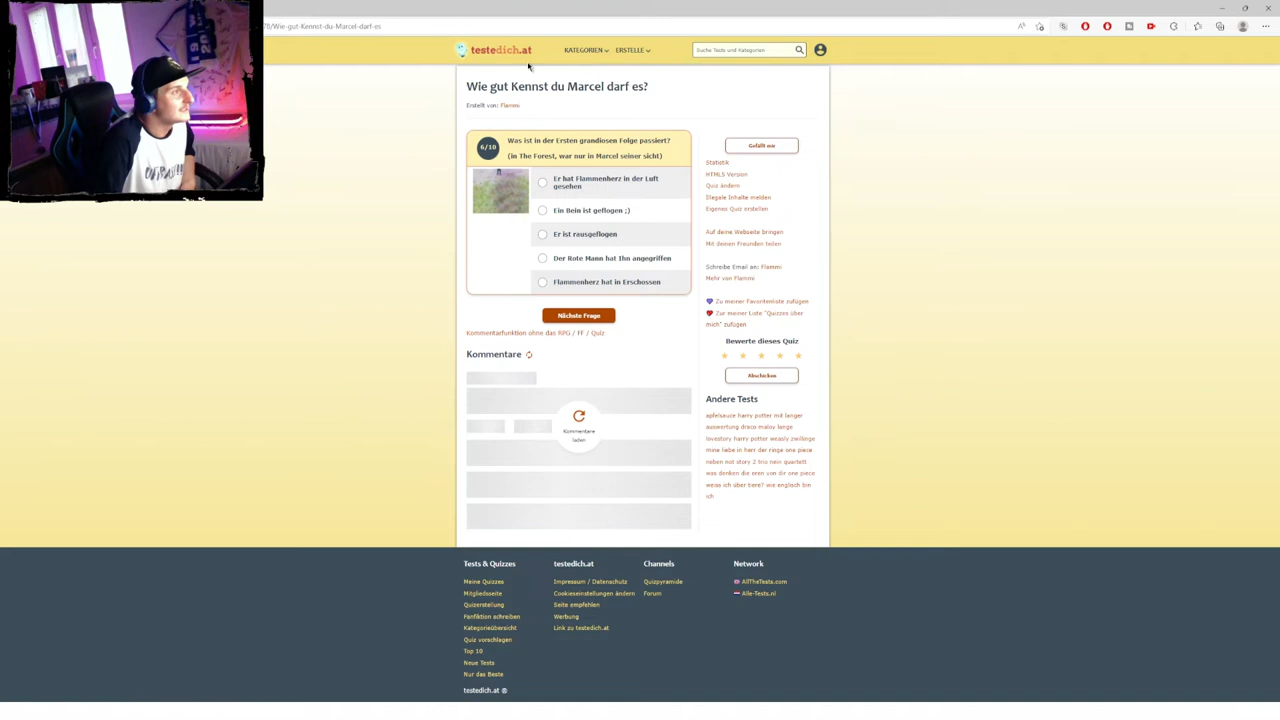 78/Wie-gut-Kennst-du-Marcel-darf-es
testedich.at
KATEGORIEN
ERSTELLE
Suche Tests und Kategorien
Wie gut Kennst du Marcel darf es?
Erstellt von: Flammi
6/10
Was ist in der Ersten grandiosen Folge passiert?
(in The Forest, war nur in Marcel seiner sicht)
Er hat Flammenherz in der Luft
gesehen
Ein Bein ist geflogen ;)
Er ist rausgeflogen
Der Rote Mann hat Ihn angegriffen
Flammenherz hat in Erschossen
Nächste Frage
Kommentarfunktion ohne das RPG / FF / Quiz
Kommentare
Kommentare
laden
Gefällt mir
Statistik
HTML5 Version
Quiz ändern
Illegale Inhalte melden
Eigenes Quiz erstellen
Auf deine Webseite bringen
Mit deinen Freunden teilen
Schreibe Email an: Flammi
Mehr von Flammi
Zu meiner Favoritenliste zufügen
Zur meiner Liste "Quizzes über
mich" zufügen
Bewerte dieses Quiz
Abschicken
Andere Tests
apfelsauce harry potter mit langer
auswertung draco maloy lange
lovestory harry potter weasly zwillinge
mine liebe in herr der ringe one piece
neben not story 2 trio nein quartett
was denken die oren von dir one piece
weiss ich über tiere? wie englisch bin
ich
Tests & Quizzes
Meine Quizzes
Mitgliedsseite
Quizerstellung
Fanfiktion schreiben
Kategorieübersicht
Quiz vorschlagen
Top 10
Neue Tests
Nur das Beste
testedich.at ®
testedich.at
Impressum / Datenschutz
Cookieseinstellungen ändern
Seite empfehlen
Werbung
Link zu testedich.at
Channels
Quizpyramide
Forum
Network
AllTheTests.com
Alle-Tests.nl